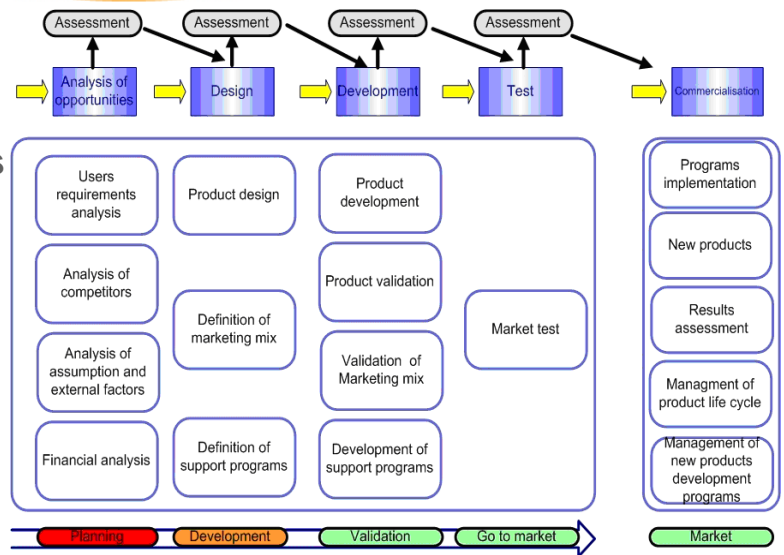 Assessment
Assessment
Assessment
Assessment
Analysis of
opportunities
Design
Development
Test
Commercialisation
Users
requirements
analysis
Analysis of
competitors
Analysis of
assumption and
external factors
Financial analysis
Product design
Definition of
marketing mix
Definition of
support programs
Product
development
Product validation
Validation of
Marketing mix
Development of
support programs
Market test
Programs
implementation
New products
Results
assessment
Managment of
product life cycle
Management of
new products
development
programs
Planning
Development
Validation
Go to market
Market